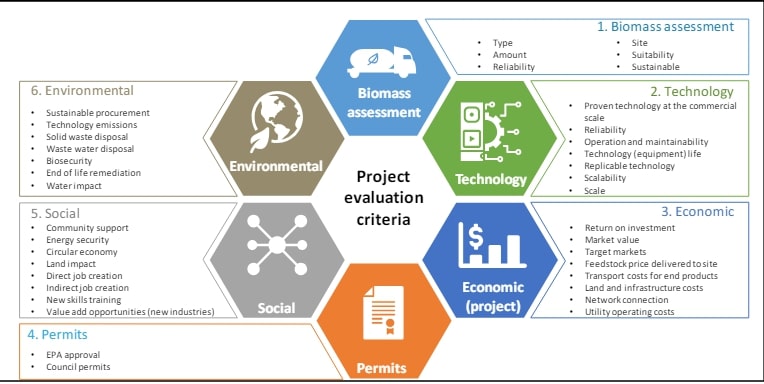 1. Biomass assessment
Type
Amount
Reliability
Site
Suitability
Sustainable
Biomass
assessment
2. Technology
Proven technology at the commercial
scale
Reliability
Operation and maintainability
Technology (equipment) life
Replicable technology
Scalability
Scale
Technology
3. Economic
Return on investment
Market value
Target markets
Feedstock price delivered to site
Transport costs for end products
Land and infrastructure costs
Network connection
Utility operating costs
$
Economic
(project)
4. Permits
EPA approval
Council permits
Permits
5. Social
Community support
Energy security
Circular economy
Land impact
Direct job creation
Indirect job creation
New skills training
Value add opportunities (new industries)
Social
6. Environmental
Sustainable procurement
Technology emissions
Solid waste disposal
Waste water disposal
Biosecurity
End of life remediation
Water impact
Environmental
Project
evaluation
criteria